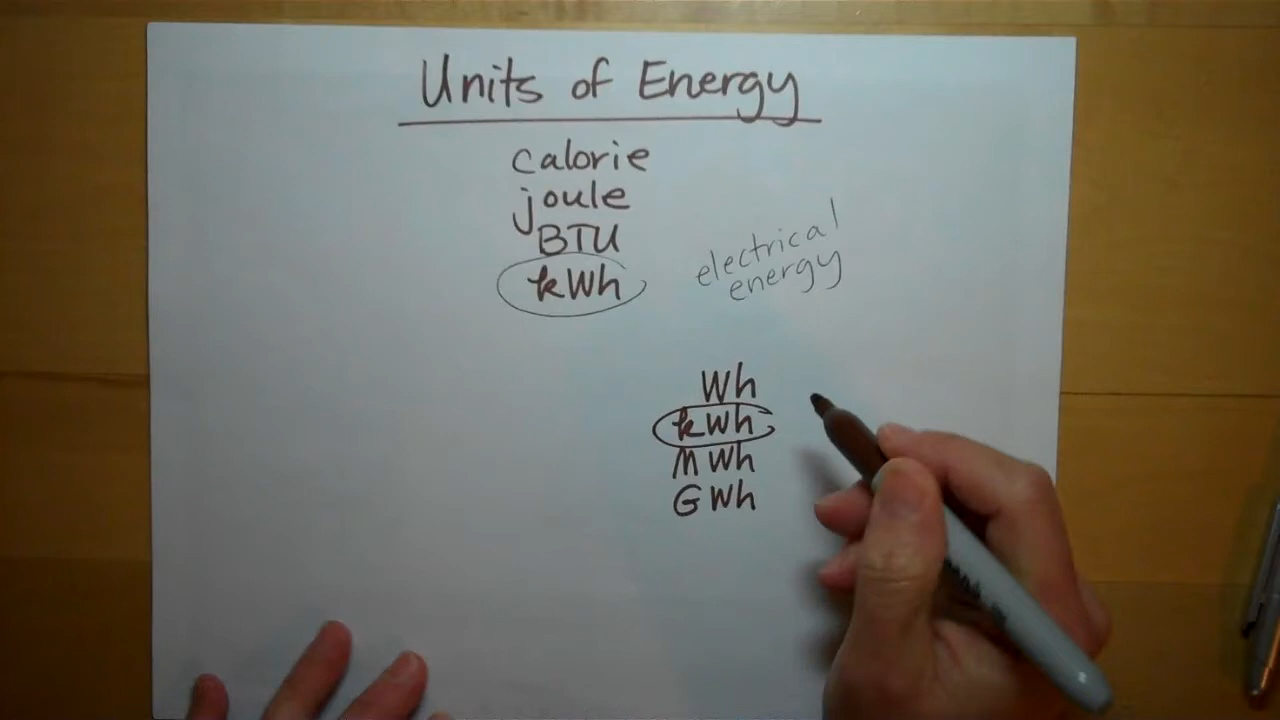 Units of Energy
calorie
joule
BTU
kWh
electrical
energy
Wh
kWh
MWh
GWh